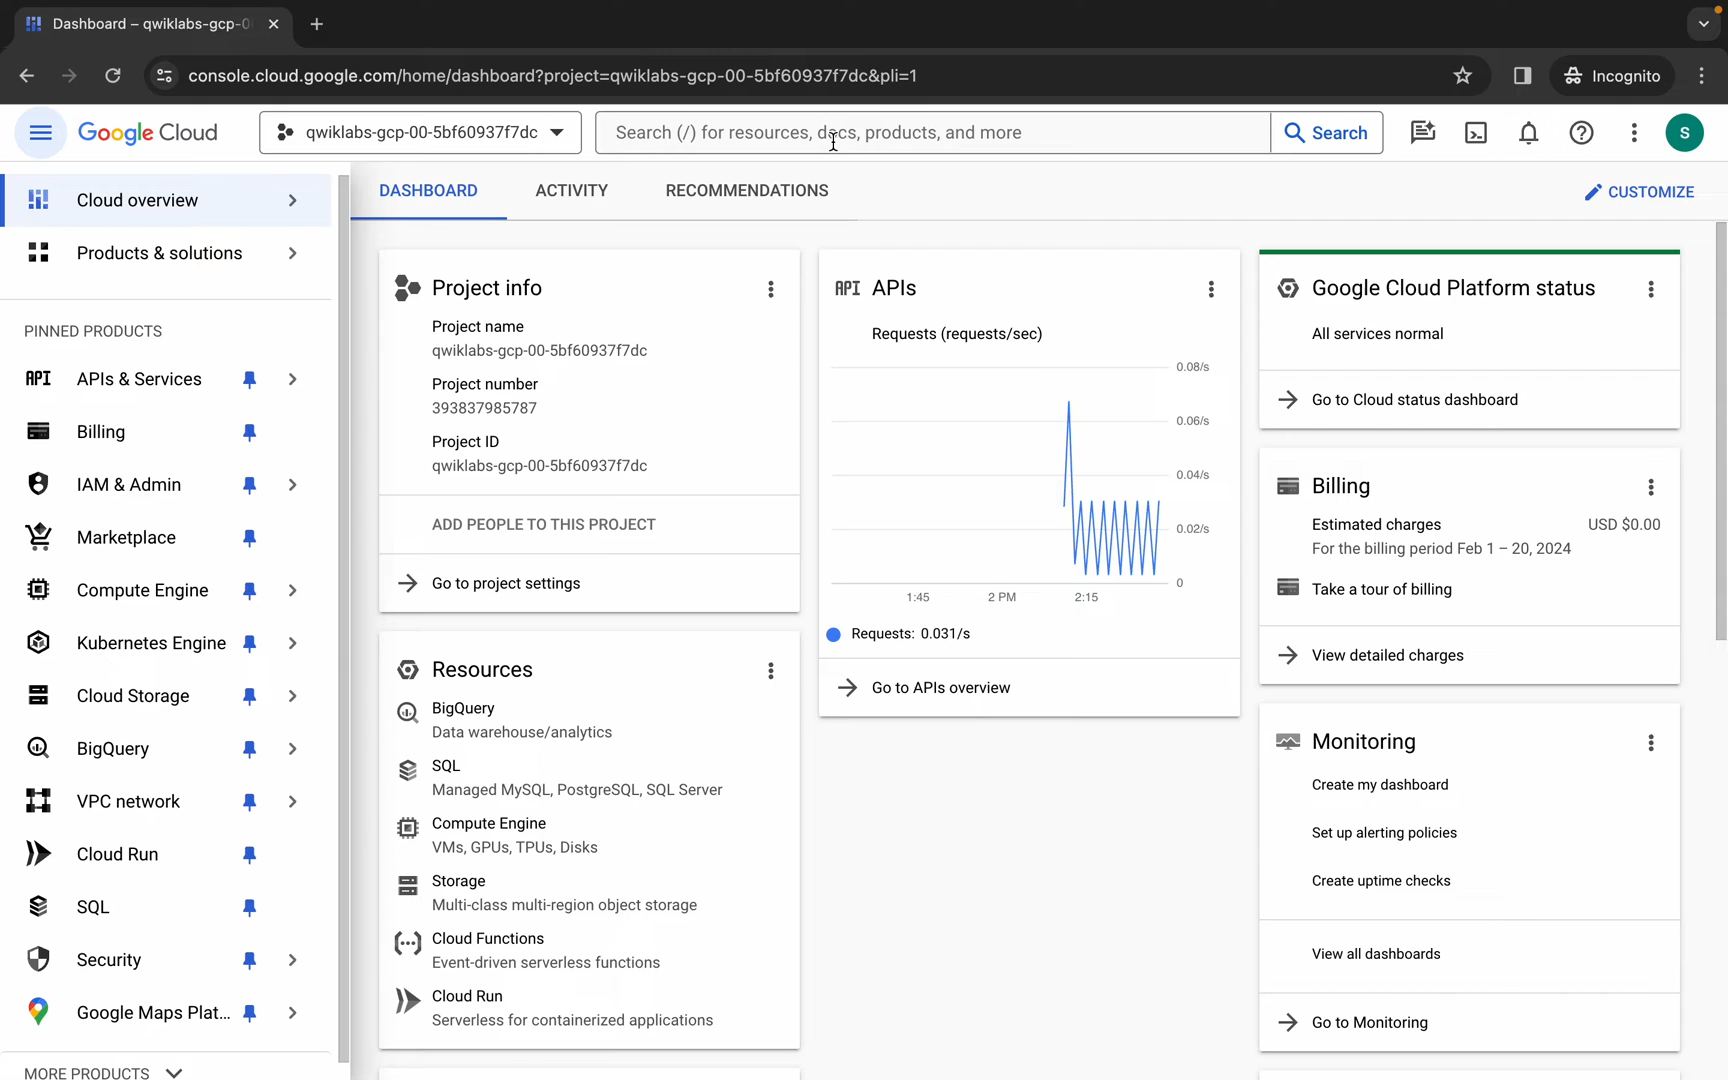 Dashboard – qwiklabs-gcp-0
console.cloud.google.com/home/dashboard?project=qwiklabs-gcp-00-5bf60937f7dc&pli=1
Incognito
Google Cloud
qwiklabs-gcp-00-5bf60937f7dc
Search (/) for resources, docs, products, and more
Search
S
Cloud overview
Products & solutions
PINNED PRODUCTS
APIs & Services
Billing
IAM & Admin
Marketplace
Compute Engine
Kubernetes Engine
Cloud Storage
BigQuery
VPC network
Cloud Run
SQL
Security
Google Maps Plat...
MORE PRODUCTS
DASHBOARD
ACTIVITY
RECOMMENDATIONS
CUSTOMIZE
Project info
Project name
qwiklabs-gcp-00-5bf60937f7dc
Project number
393837985787
Project ID
qwiklabs-gcp-00-5bf60937f7dc
ADD PEOPLE TO THIS PROJECT
Go to project settings
Resources
BigQuery
Data warehouse/analytics
SQL
Managed MySQL, PostgreSQL, SQL Server
Compute Engine
VMs, GPUs, TPUs, Disks
Storage
Multi-class multi-region object storage
Cloud Functions
Event-driven serverless functions
Cloud Run
Serverless for containerized applications
API APIs
Requests (requests/sec)
0.08/s
0.06/s
0.04/s
0.02/s
0
1:45
2 PM
2:15
Requests: 0.031/s
Go to APIs overview
Google Cloud Platform status
All services normal
Go to Cloud status dashboard
Billing
Estimated charges
USD $0.00
For the billing period Feb 1 – 20, 2024
Take a tour of billing
View detailed charges
Monitoring
Create my dashboard
Set up alerting policies
Create uptime checks
View all dashboards
Go to Monitoring